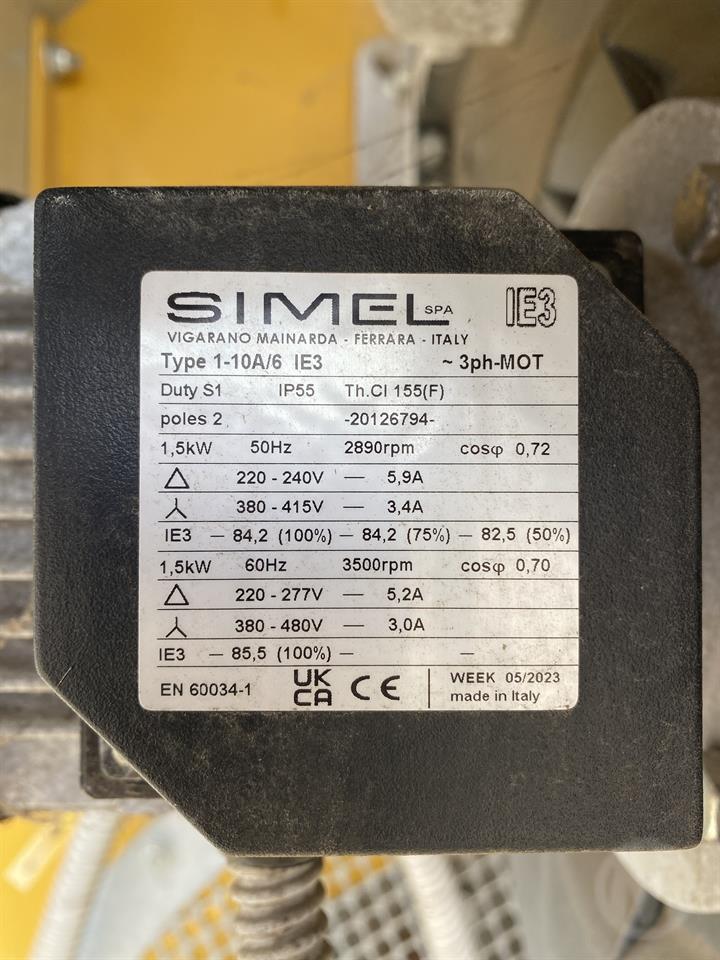 SIMEL SPA IE3
VIGARANO MAINARDA - FERRARA - ITALY
Type 1-10A/6 IE3 ~ 3ph-MOT
Duty S1 IP55 Th.Cl 155(F)
poles 2 -20126794-
1,5kW 50Hz 2890rpm cosφ 0,72
△ 220 - 240V — 5,9A
⅄ 380 - 415V — 3,4A
IE3 – 84,2 (100%) – 84,2 (75%) – 82,5 (50%)
1,5kW 60Hz 3500rpm cosφ 0,70
△ 220 - 277V — 5,2A
⅄ 380 - 480V — 3,0A
IE3 – 85,5 (100%) – –
EN 60034-1 UK CA CE WEEK 05/2023
made in Italy